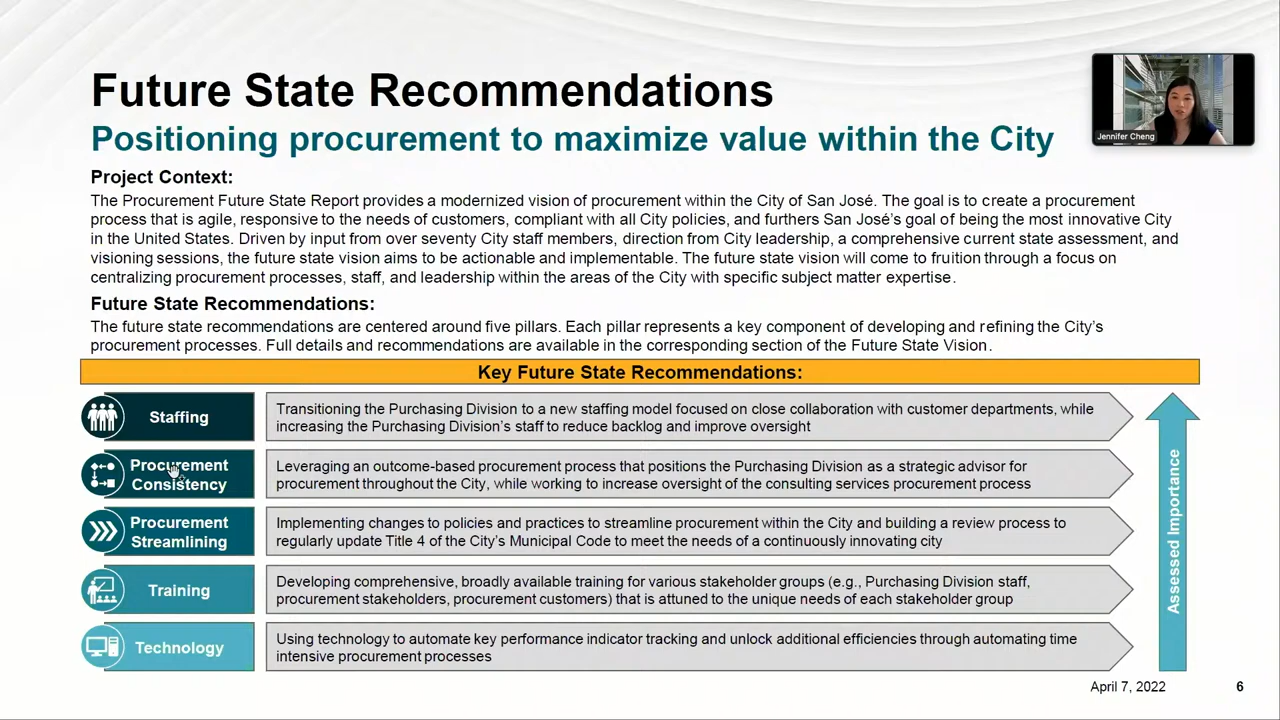 Future State Recommendations
Positioning procurement to maximize value within the City
Jennifer Cheng
Project Context:
The Procurement Future State Report provides a modernized vision of procurement within the City of San José. The goal is to create a procurement
process that is agile, responsive to the needs of customers, compliant with all City policies, and furthers San José's goal of being the most innovative City
in the United States. Driven by input from over seventy City staff members, direction from City leadership, a comprehensive current state assessment, and
visioning sessions, the future state vision aims to be actionable and implementable. The future state vision will come to fruition through a focus on
centralizing procurement processes, staff, and leadership within the areas of the City with specific subject matter expertise.
Future State Recommendations:
The future state recommendations are centered around five pillars. Each pillar represents a key component of developing and refining the City's
procurement processes. Full details and recommendations are available in the corresponding section of the Future State Vision.
Key Future State Recommendations:
Staffing
Transitioning the Purchasing Division to a new staffing model focused on close collaboration with customer departments, while
increasing the Purchasing Division's staff to reduce backlog and improve oversight
Procurement
Consistency
Leveraging an outcome-based procurement process that positions the Purchasing Division as a strategic advisor for
procurement throughout the City, while working to increase oversight of the consulting services procurement process
Procurement
Streamlining
Implementing changes to policies and practices to streamline procurement within the City and building a review process to
regularly update Title 4 of the City's Municipal Code to meet the needs of a continuously innovating city
Training
Developing comprehensive, broadly available training for various stakeholder groups (e.g., Purchasing Division staff,
procurement stakeholders, procurement customers) that is attuned to the unique needs of each stakeholder group
Technology
Using technology to automate key performance indicator tracking and unlock additional efficiencies through automating time
intensive procurement processes
Assessed Importance
April 7, 2022
6